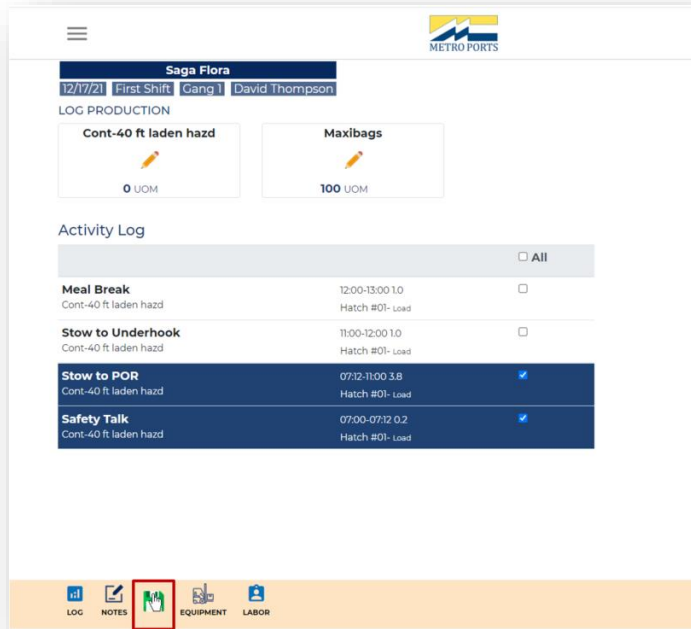 METRO PORTS
Saga Flora
12/17/21 First Shift Gang 1 David Thompson
LOG PRODUCTION
Cont-40 ft laden hazd
0 UOM
Maxibags
100 UOM
Activity Log
All
Meal Break 12:00-13:00 1.0
Cont-40 ft laden hazd Hatch #01- Load
Stow to Underhook 11:00-12:00 1.0
Cont-40 ft laden hazd Hatch #01- Load
Stow to POR 07:12-11:00 3.8
Cont-40 ft laden hazd Hatch #01- Load
Safety Talk 07:00-07:12 0.2
Cont-40 ft laden hazd Hatch #01- Load
LOG NOTES EQUIPMENT LABOR